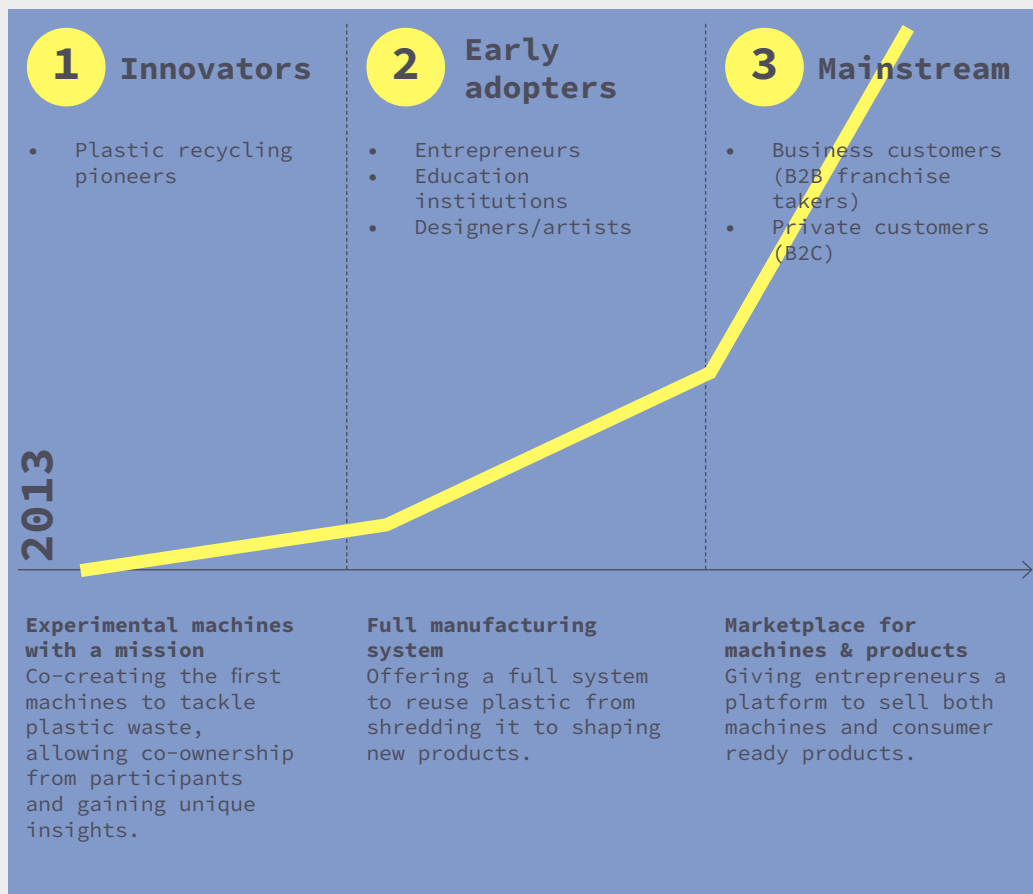 1 Innovators
• Plastic recycling
pioneers
2 Early
adopters
• Entrepreneurs
• Education
institutions
• Designers/artists
3 Mainstream
• Business customers
(B2B franchise
takers)
• Private customers
(B2C)
2013
Experimental machines
with a mission
Co-creating the first
machines to tackle
plastic waste,
allowing co-ownership
from participants
and gaining unique
insights.
Full manufacturing
system
Offering a full system
to reuse plastic from
shredding it to shaping
new products.
Marketplace for
machines & products
Giving entrepreneurs a
platform to sell both
machines and consumer
ready products.